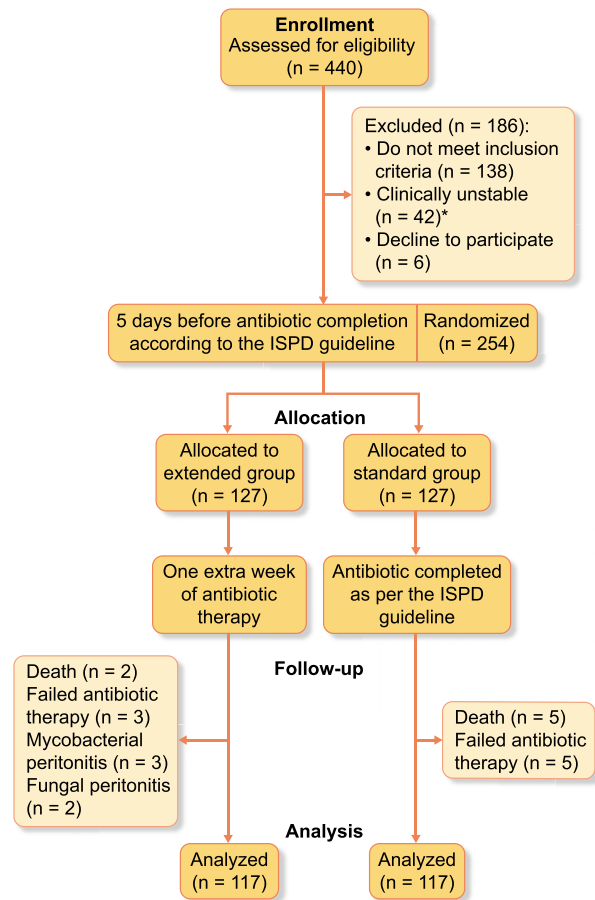 Enrollment
Assessed for eligibility
(n = 440)
Excluded (n = 186):
• Do not meet inclusion
criteria (n = 138)
• Clinically unstable
(n = 42)*
• Decline to participate
(n = 6)
5 days before antibiotic completion
according to the ISPD guideline
Randomized
(n = 254)
Allocation
Allocated to
extended group
(n = 127)
Allocated to
standard group
(n = 127)
One extra week
of antibiotic
therapy
Antibiotic completed
as per the ISPD
guideline
Follow-up
Death (n = 2)
Failed antibiotic
therapy (n = 3)
Mycobacterial
peritonitis (n = 3)
Fungal peritonitis
(n = 2)
Death (n = 5)
Failed antibiotic
therapy (n = 5)
Analysis
Analyzed
(n = 117)
Analyzed
(n = 117)